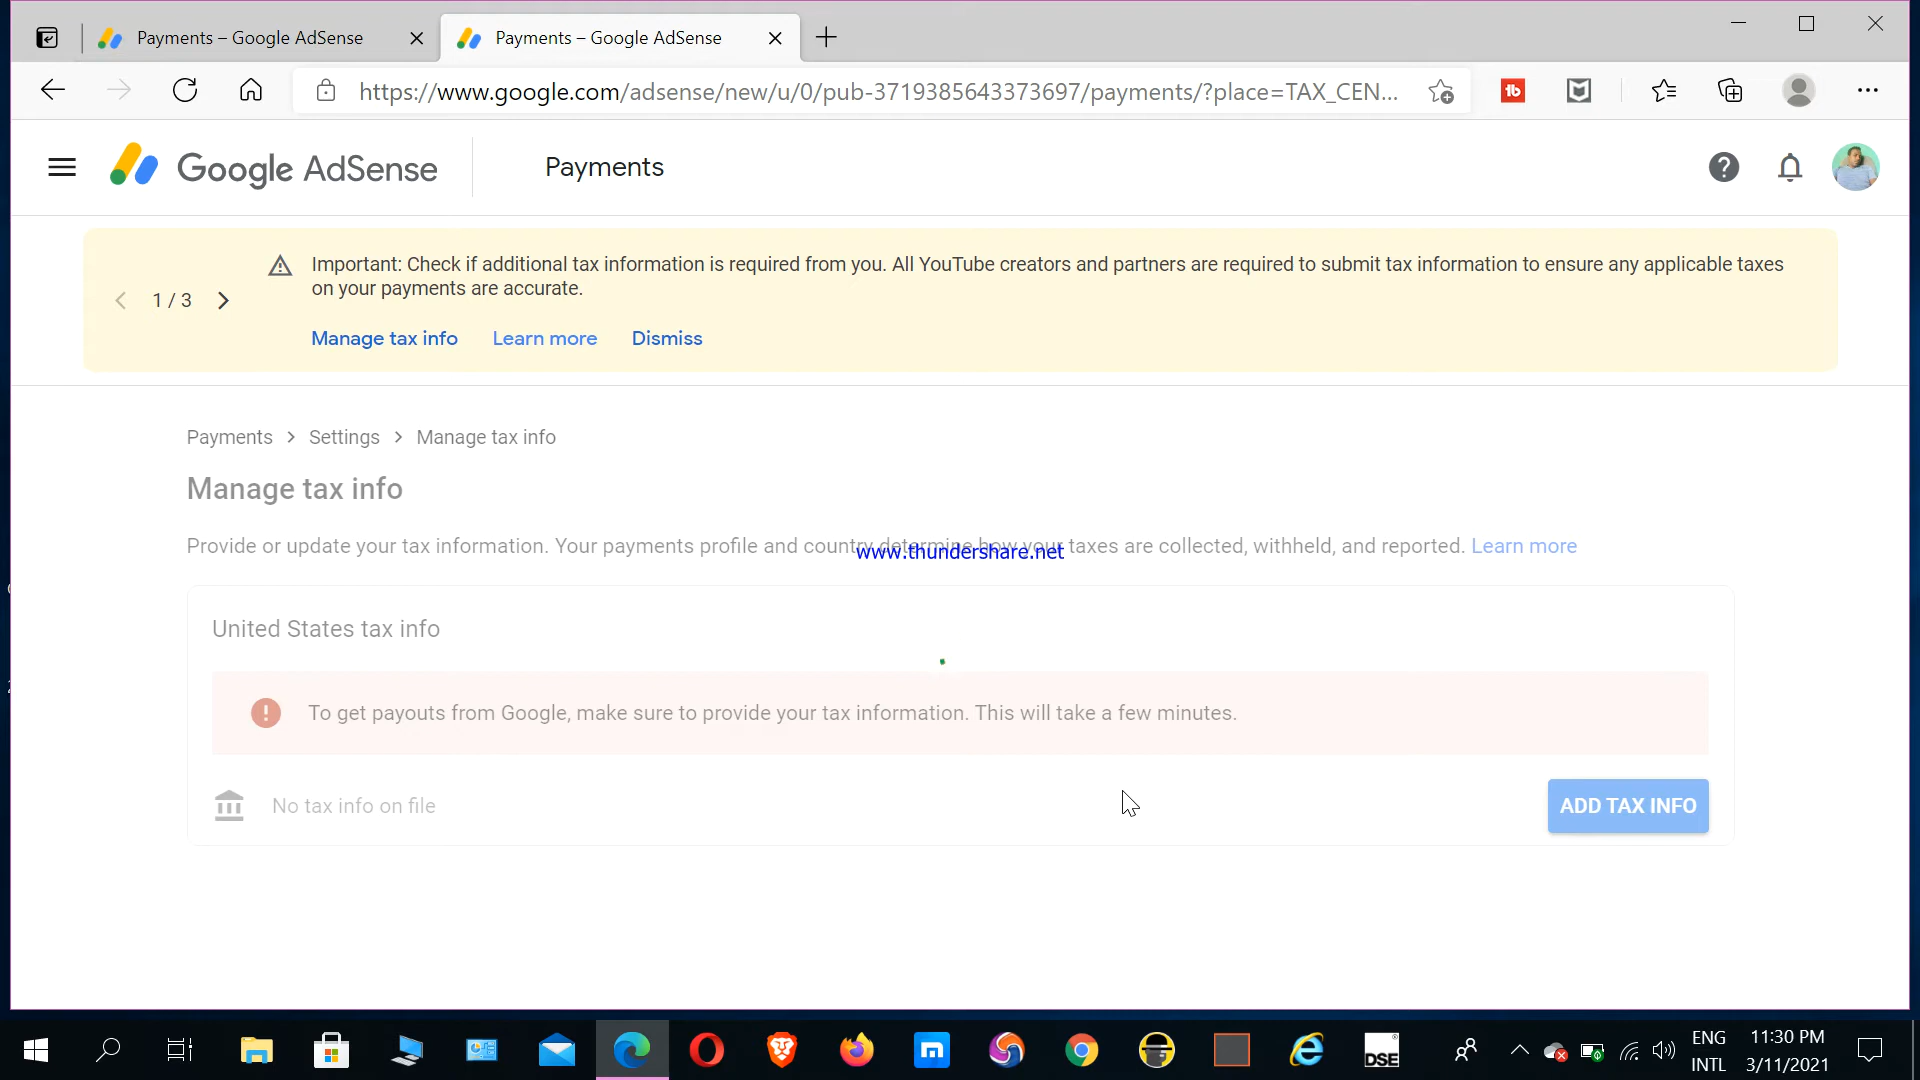 Payments – Google AdSense
Payments – Google AdSense
https://www.google.com/adsense/new/u/0/pub-3719385643373697/payments/?place=TAX_CEN...
Google AdSense
Payments
1 / 3
Important: Check if additional tax information is required from you. All YouTube creators and partners are required to submit tax information to ensure any applicable taxes
on your payments are accurate.
Manage tax info Learn more Dismiss
Payments > Settings > Manage tax info
Manage tax info
Provide or update your tax information. Your payments profile and country determine how your taxes are collected, withheld, and reported. Learn more
www.thundershare.net
United States tax info
To get payouts from Google, make sure to provide your tax information. This will take a few minutes.
No tax info on file
ADD TAX INFO
DSE
ENG
INTL
11:30 PM
3/11/2021